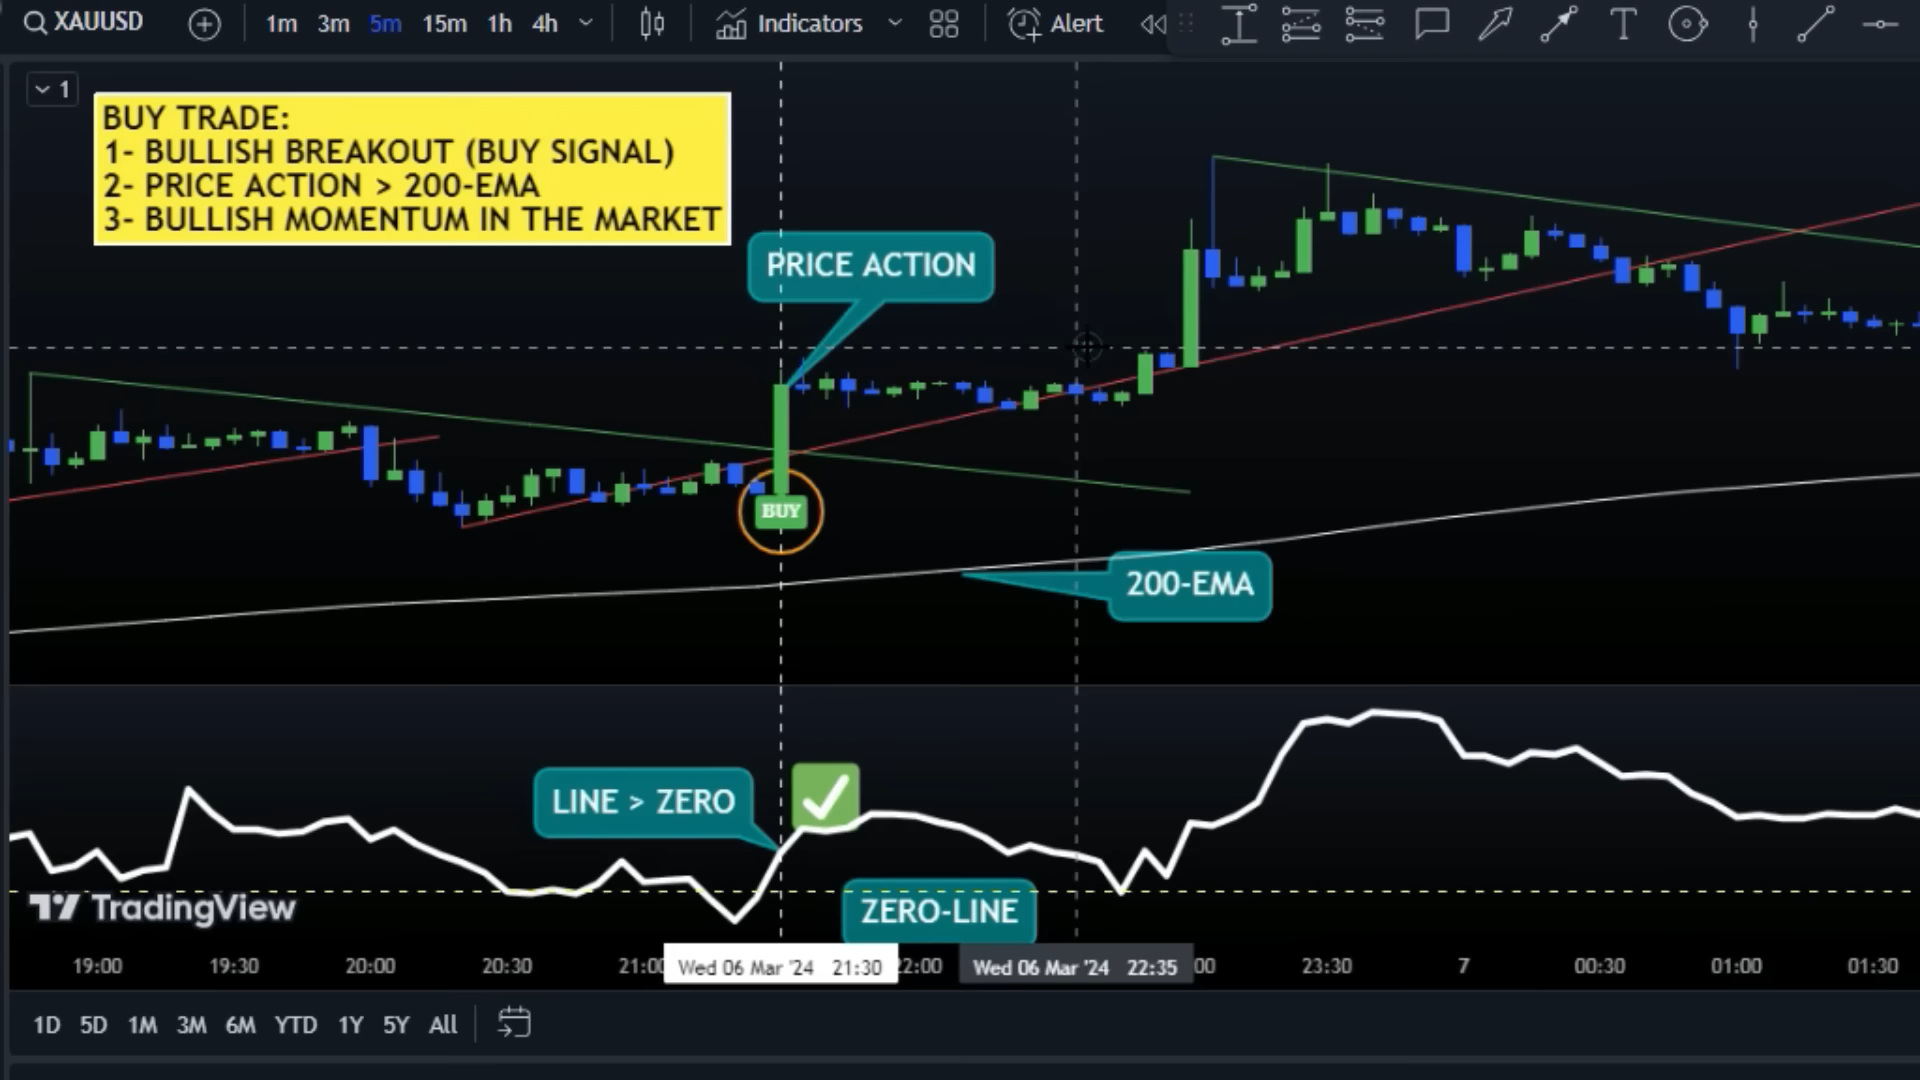 XAUUSD 1m 3m 5m 15m 1h 4h Indicators Alert
1
BUY TRADE:
1- BULLISH BREAKOUT (BUY SIGNAL)
2- PRICE ACTION > 200-EMA
3- BULLISH MOMENTUM IN THE MARKET
PRICE ACTION
BUY
200-EMA
LINE > ZERO
ZERO-LINE
TradingView
19:00 19:30 20:00 20:30 21:00 Wed 06 Mar '24 21:30 22:00 Wed 06 Mar '24 22:35 :00 23:30 7 00:30 01:00 01:30
1D 5D 1M 3M 6M YTD 1Y 5Y All